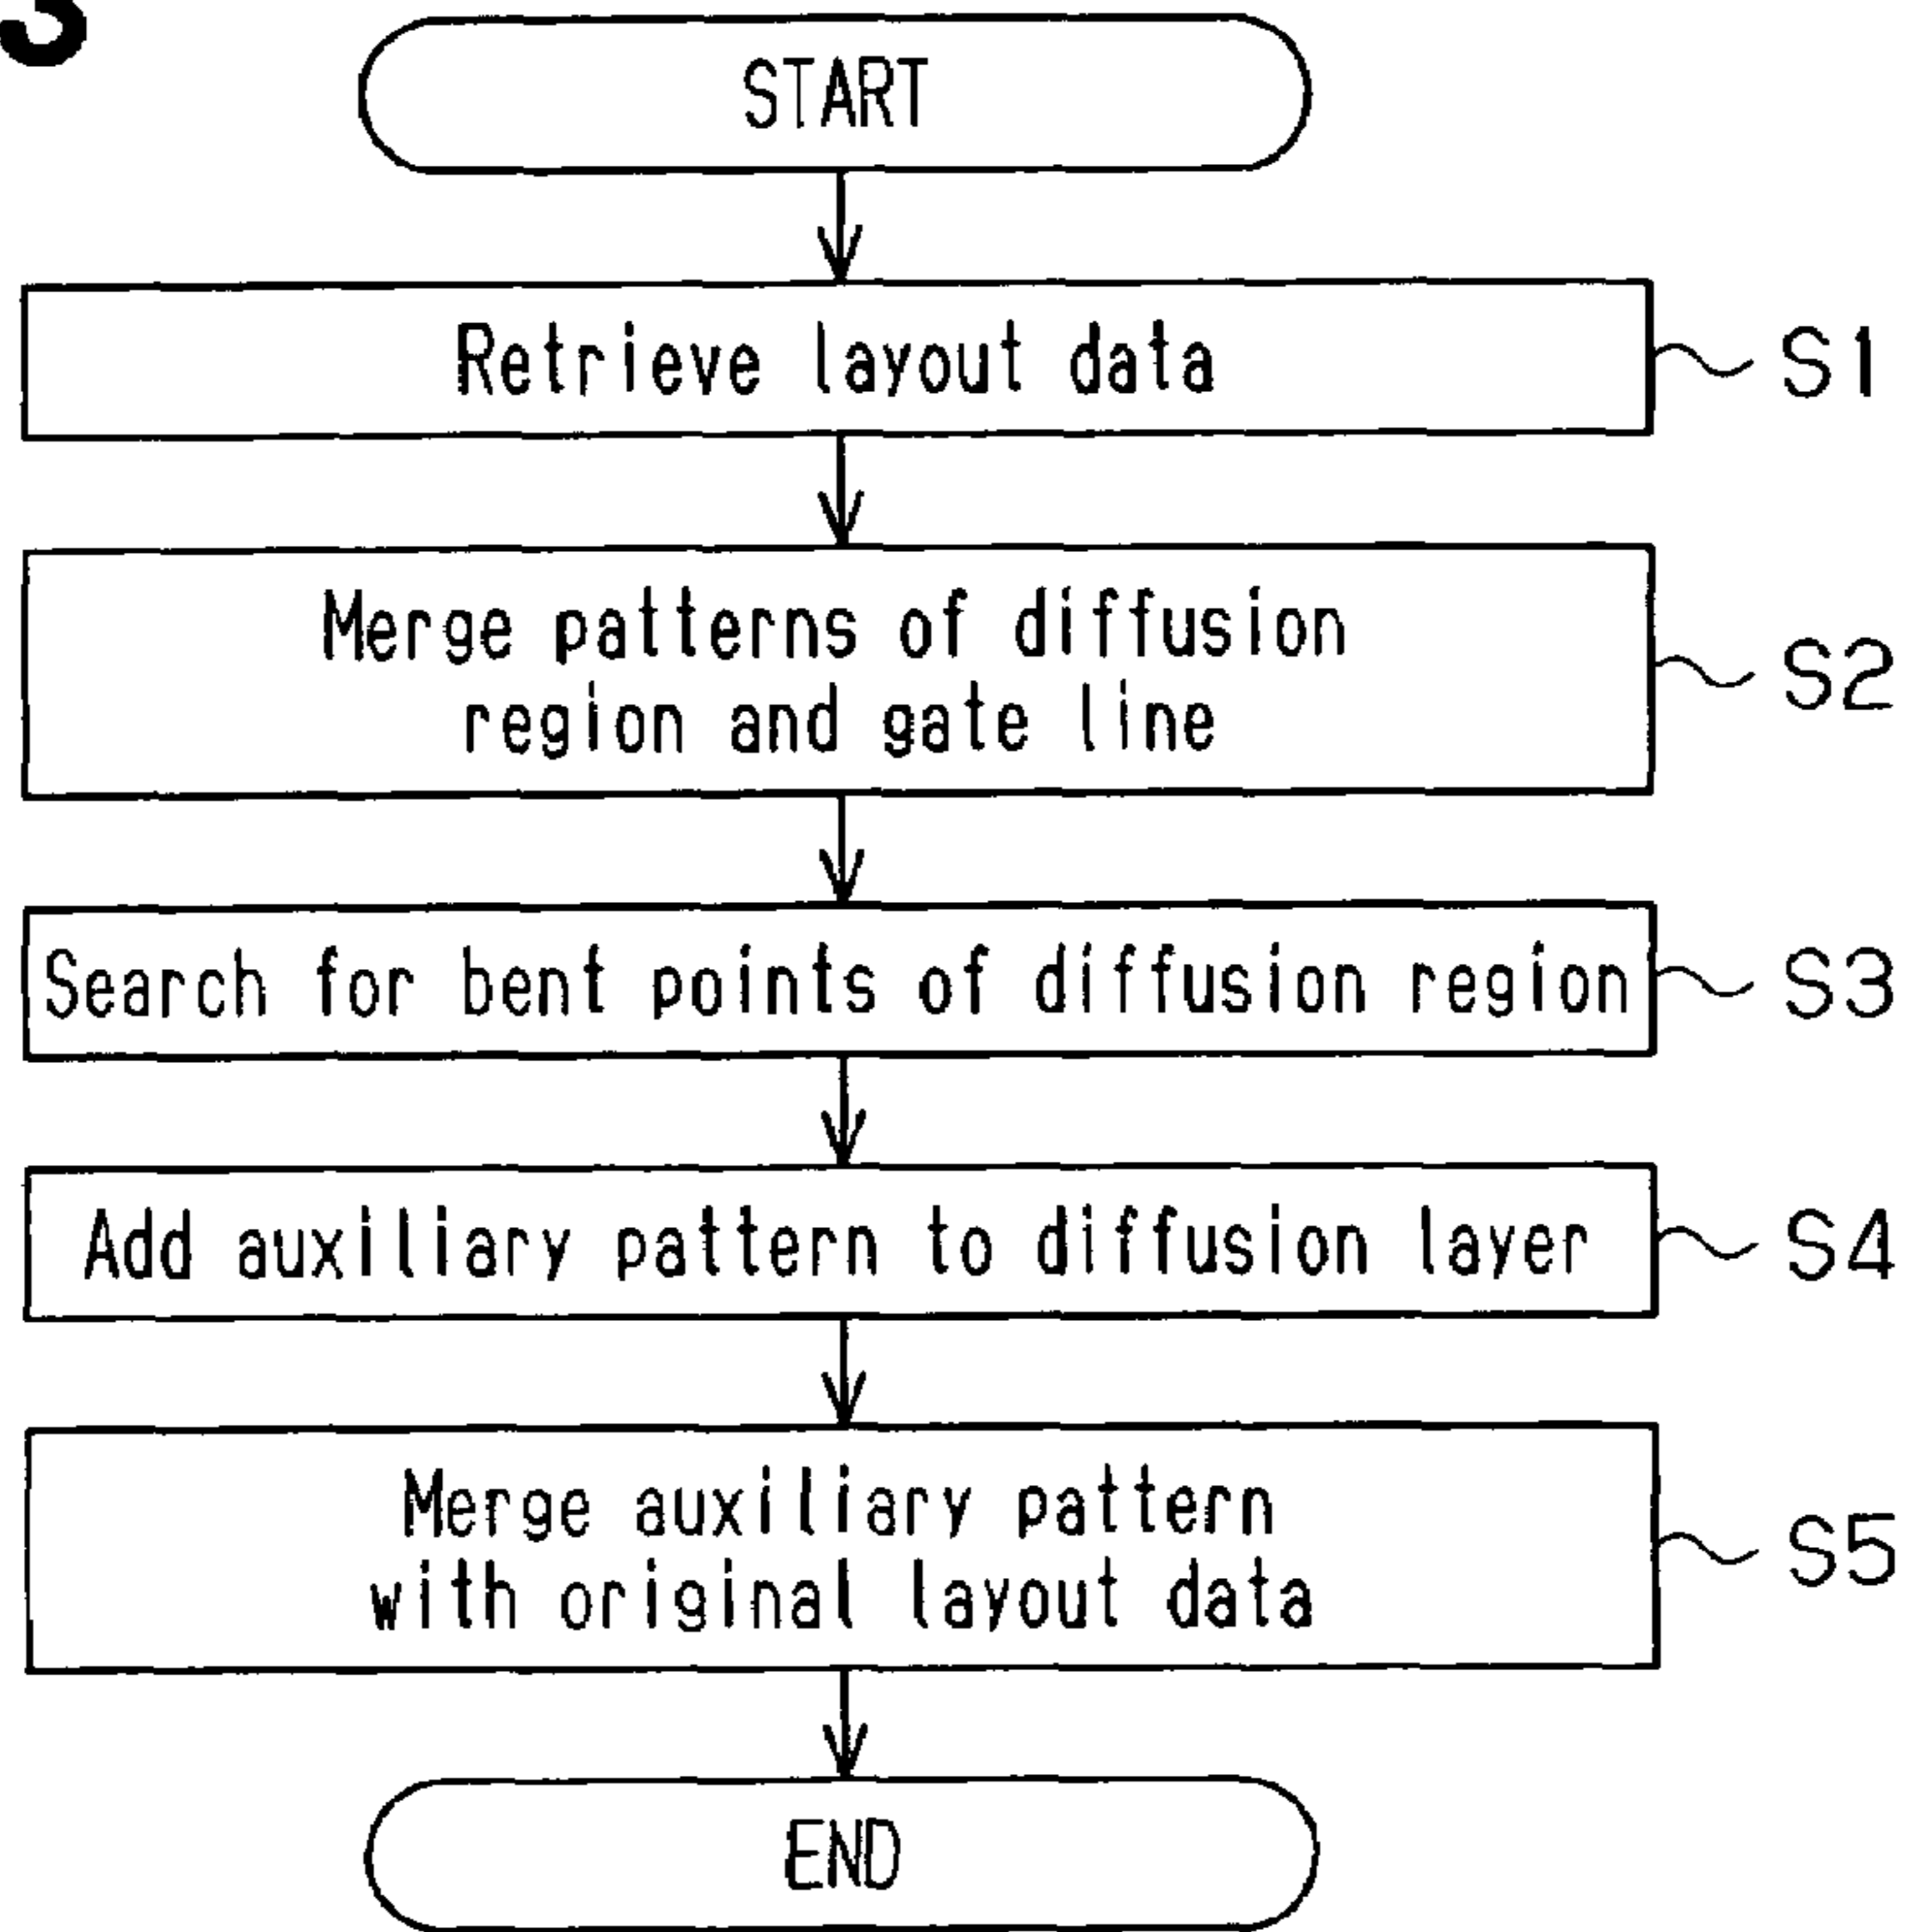 3
START
Retrieve layout data
S1
Merge patterns of diffusion
region and gate line
S2
Search for bent points of diffusion region
S3
Add auxiliary pattern to diffusion layer
S4
Merge auxiliary pattern
with original layout data
S5
END